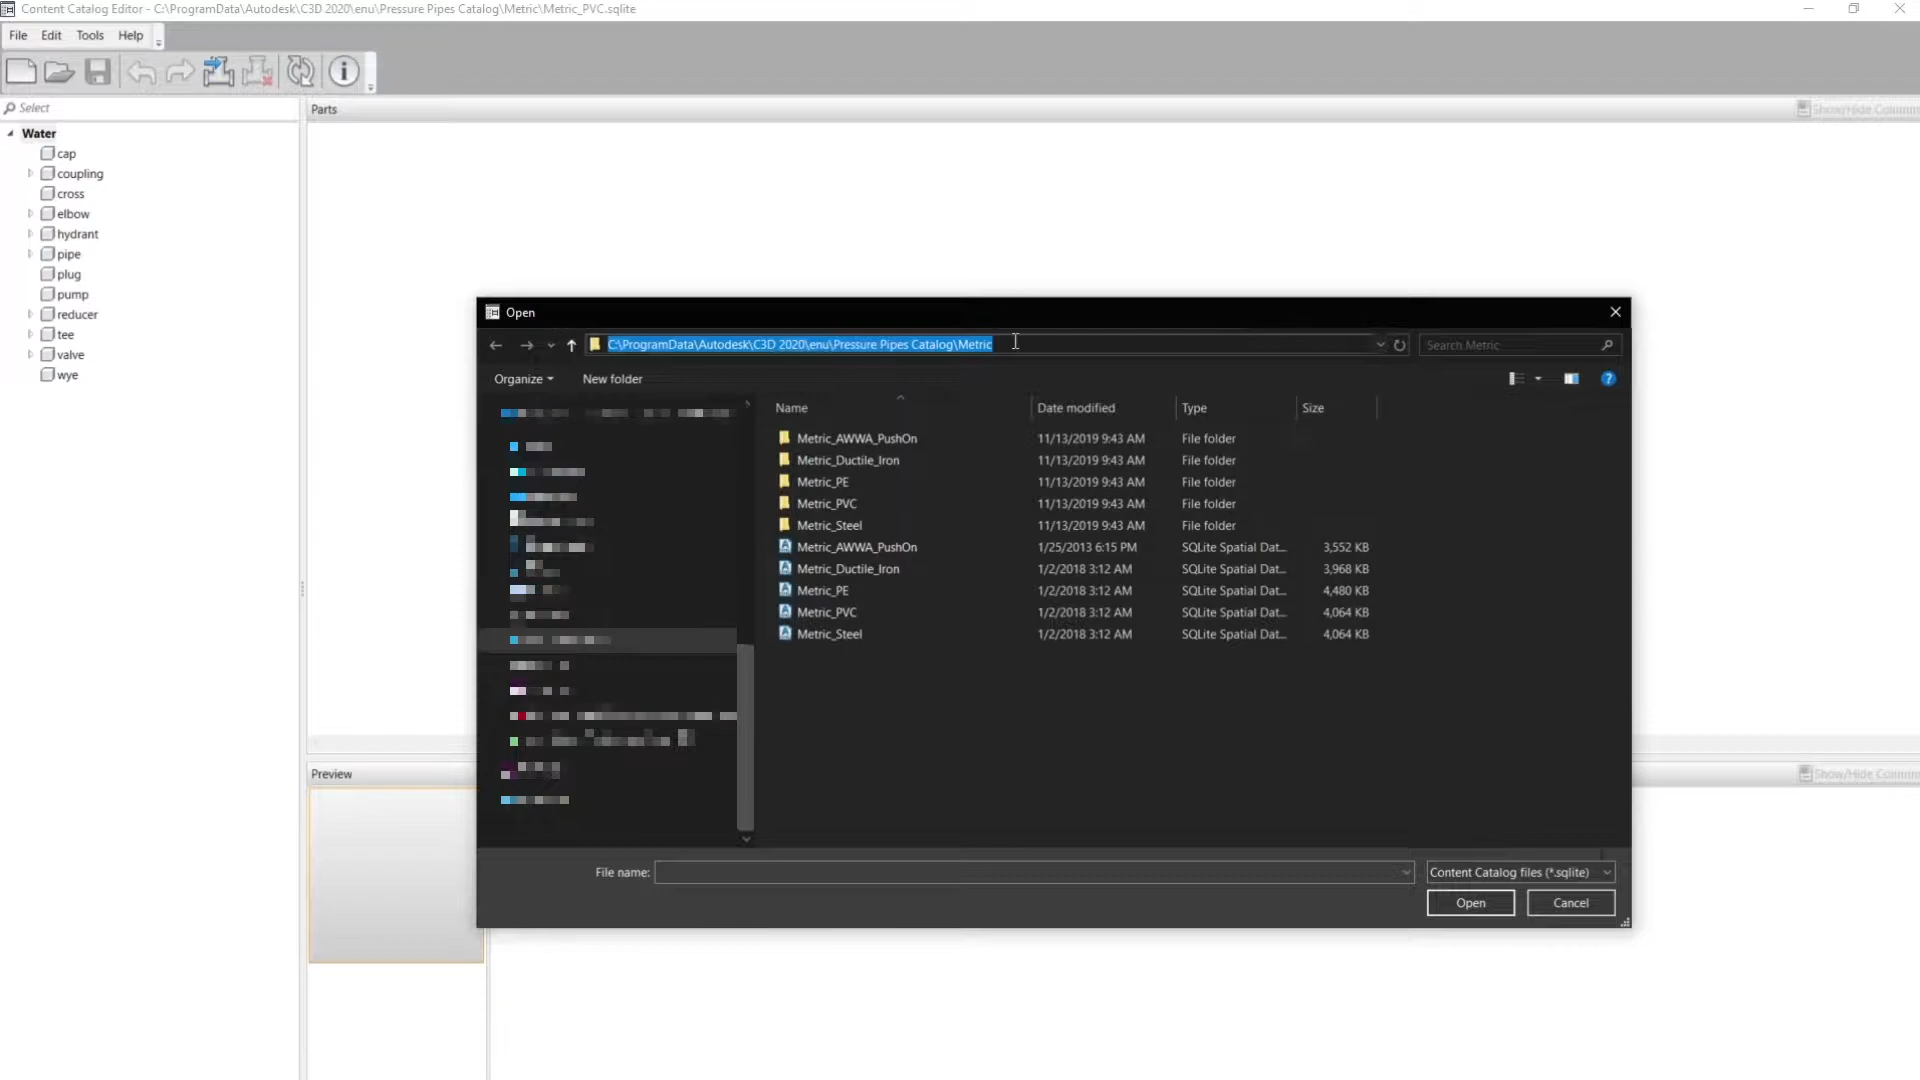 Content Catalog Editor - C:\ProgramData\Autodesk\C3D 2020\enu\Pressure Pipes Catalog\Metric\Metric_PVC.sqlite
File Edit Tools Help
Select
Parts
Show/Hide
Water
cap
coupling
cross
elbow
hydrant
pipe
plug
pump
reducer
tee
valve
wye
Open
C:\ProgramData\Autodesk\C3D 2020\enu\Pressure Pipes Catalog\Metric
Search Metric
Organize
New folder
Name Date modified Type Size
Metric_AWWA_PushOn 11/13/2019 9:43 AM File folder
Metric_Ductile_Iron 11/13/2019 9:43 AM File folder
Metric_PE 11/13/2019 9:43 AM File folder
Metric_PVC 11/13/2019 9:43 AM File folder
Metric_Steel 11/13/2019 9:43 AM File folder
Metric_AWWA_PushOn 1/25/2013 6:15 PM SQLite Spatial Dat... 3,552 KB
Metric_Ductile_Iron 1/2/2018 3:12 AM SQLite Spatial Dat... 3,968 KB
Metric_PE 1/2/2018 3:12 AM SQLite Spatial Dat... 4,480 KB
Metric_PVC 1/2/2018 3:12 AM SQLite Spatial Dat... 4,064 KB
Metric_Steel 1/2/2018 3:12 AM SQLite Spatial Dat... 4,064 KB
Preview
Show/Hide
File name:
Content Catalog files (*.sqlite)
Open
Cancel